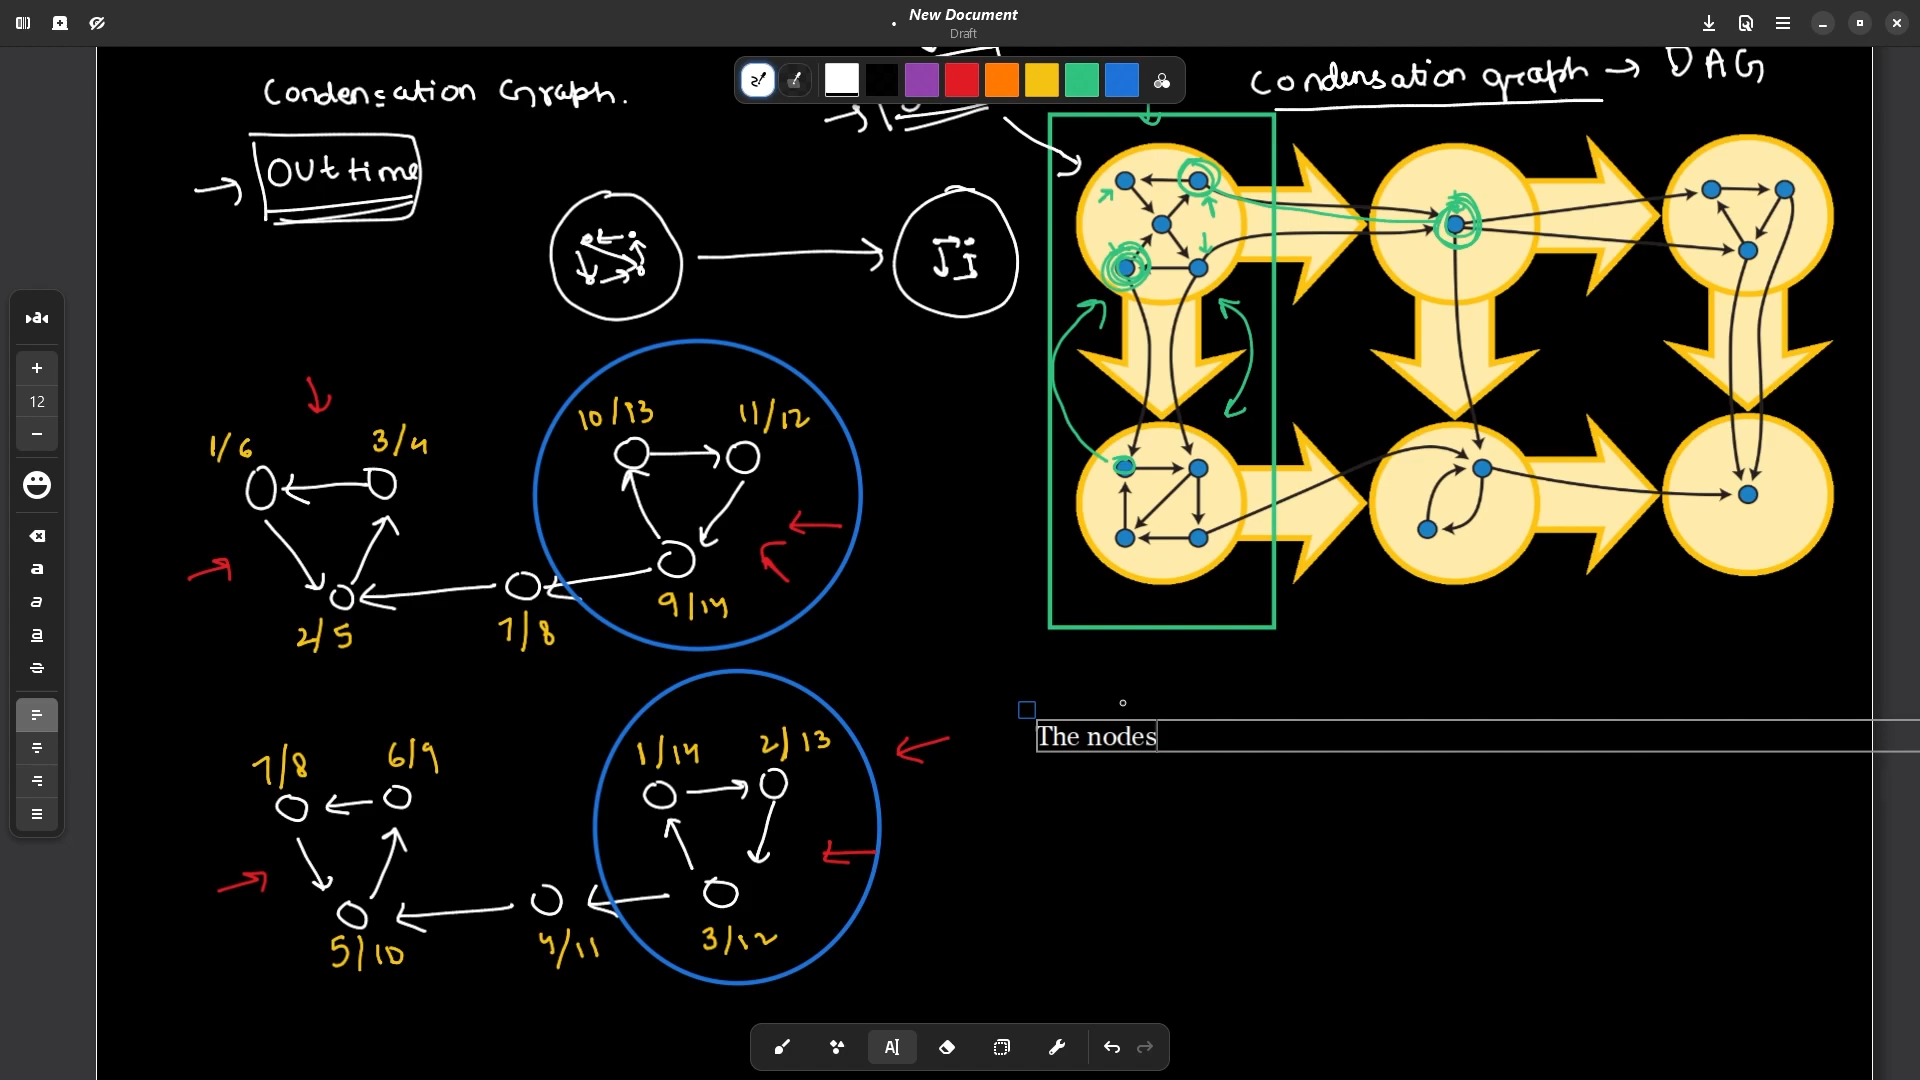 New Document
Draft
Condensation Graph.
condensation graph → DAG
→ Out time
12
a
a
a
10/13
11/12
1/6
3/4
9/14
2/5
7/8
The nodes
1/14
2/13
7/8
6/9
3/12
5/10
4/11
AI